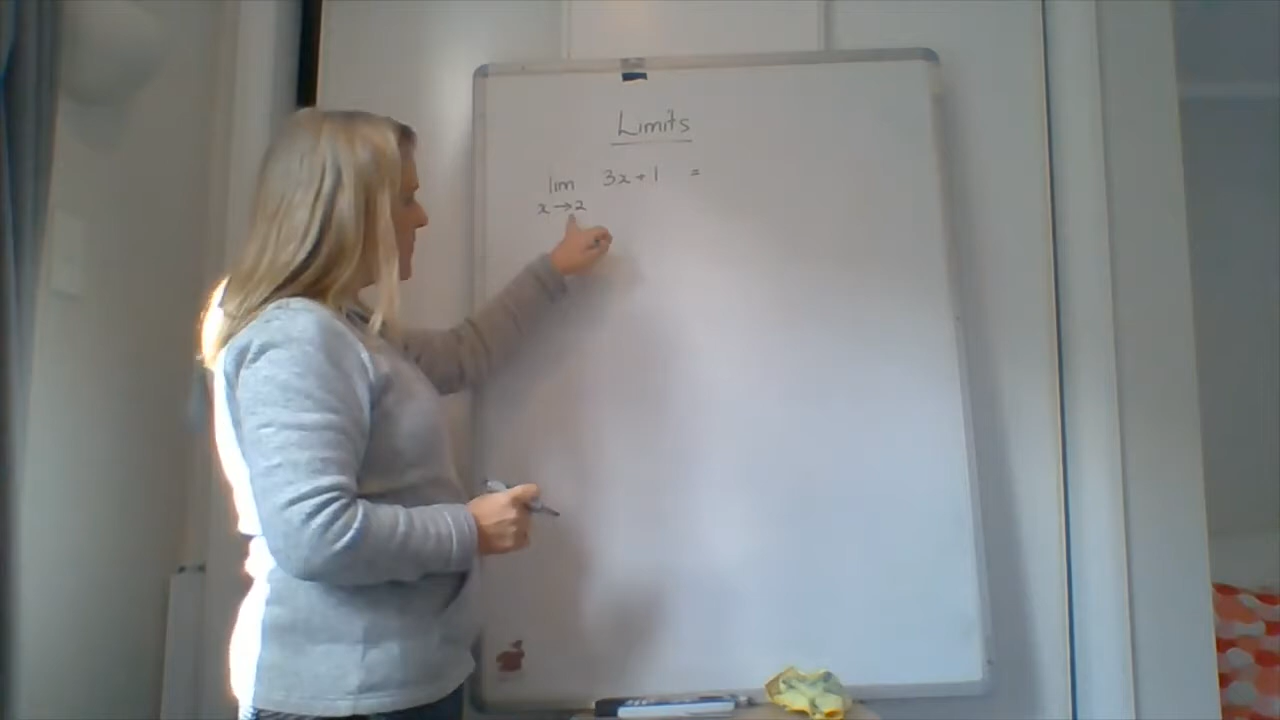 Limits
lim 3x + 1 =
x → 2